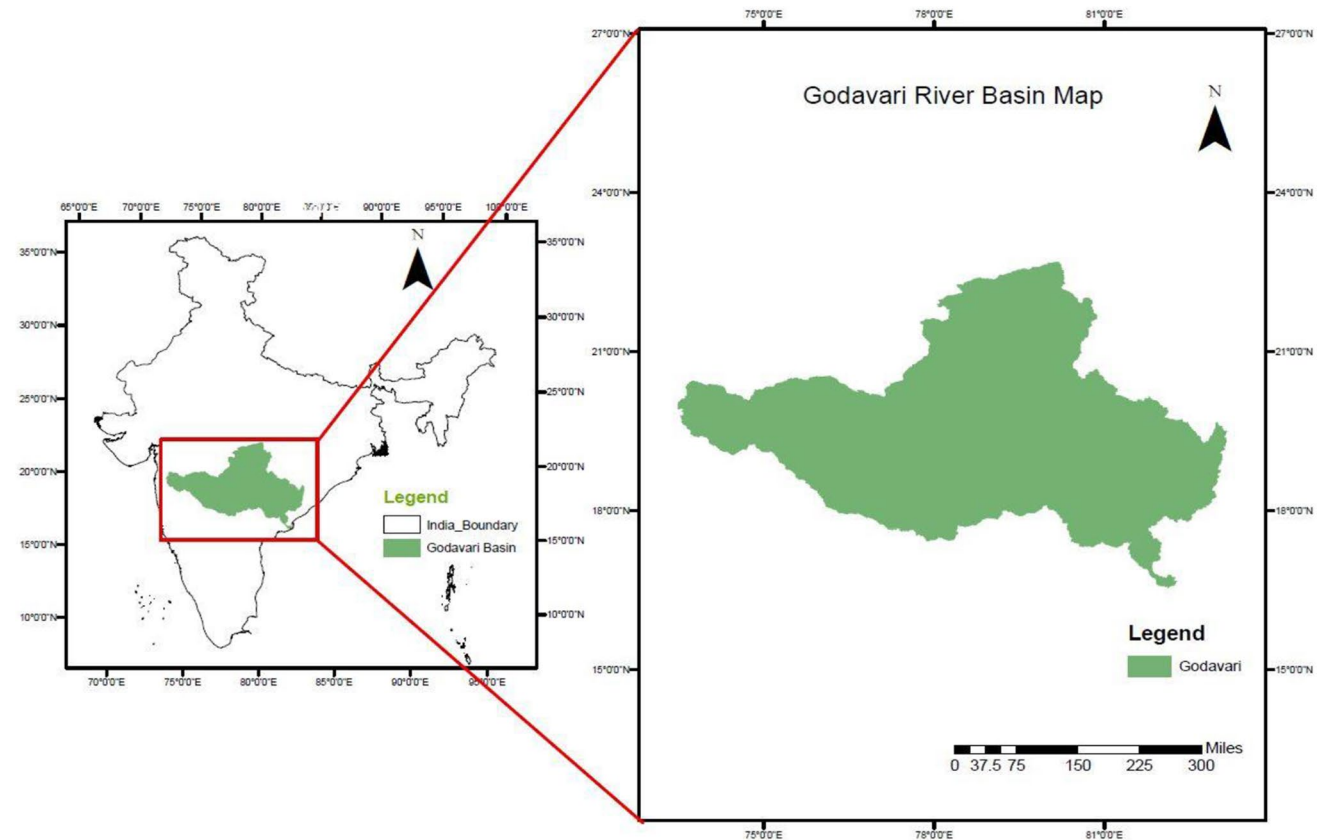 65°0'0"E 70°0'0"E 75°0'0"E 80°0'0"E 90°0'0"E 95°0'0"E 100°0'0"E
N
35°0'0"N 35°0'0"N
30°0'0"N 30°0'0"N
25°0'0"N 25°0'0"N
20°0'0"N 20°0'0"N
15°0'0"N 15°0'0"N
10°0'0"N 10°0'0"N
Legend
India_Boundary
Godavari Basin
70°0'0"E 75°0'0"E 80°0'0"E 85°0'0"E 90°0'0"E 95°0'0"E
75°0'0"E 78°0'0"E 81°0'0"E
27°0'0"N 27°0'0"N
Godavari River Basin Map
N
24°0'0"N 24°0'0"N
21°0'0"N 21°0'0"N
18°0'0"N 18°0'0"N
15°0'0"N 15°0'0"N
Legend
Godavari
Miles
0 37.5 75 150 225 300
75°0'0"E 78°0'0"E 81°0'0"E